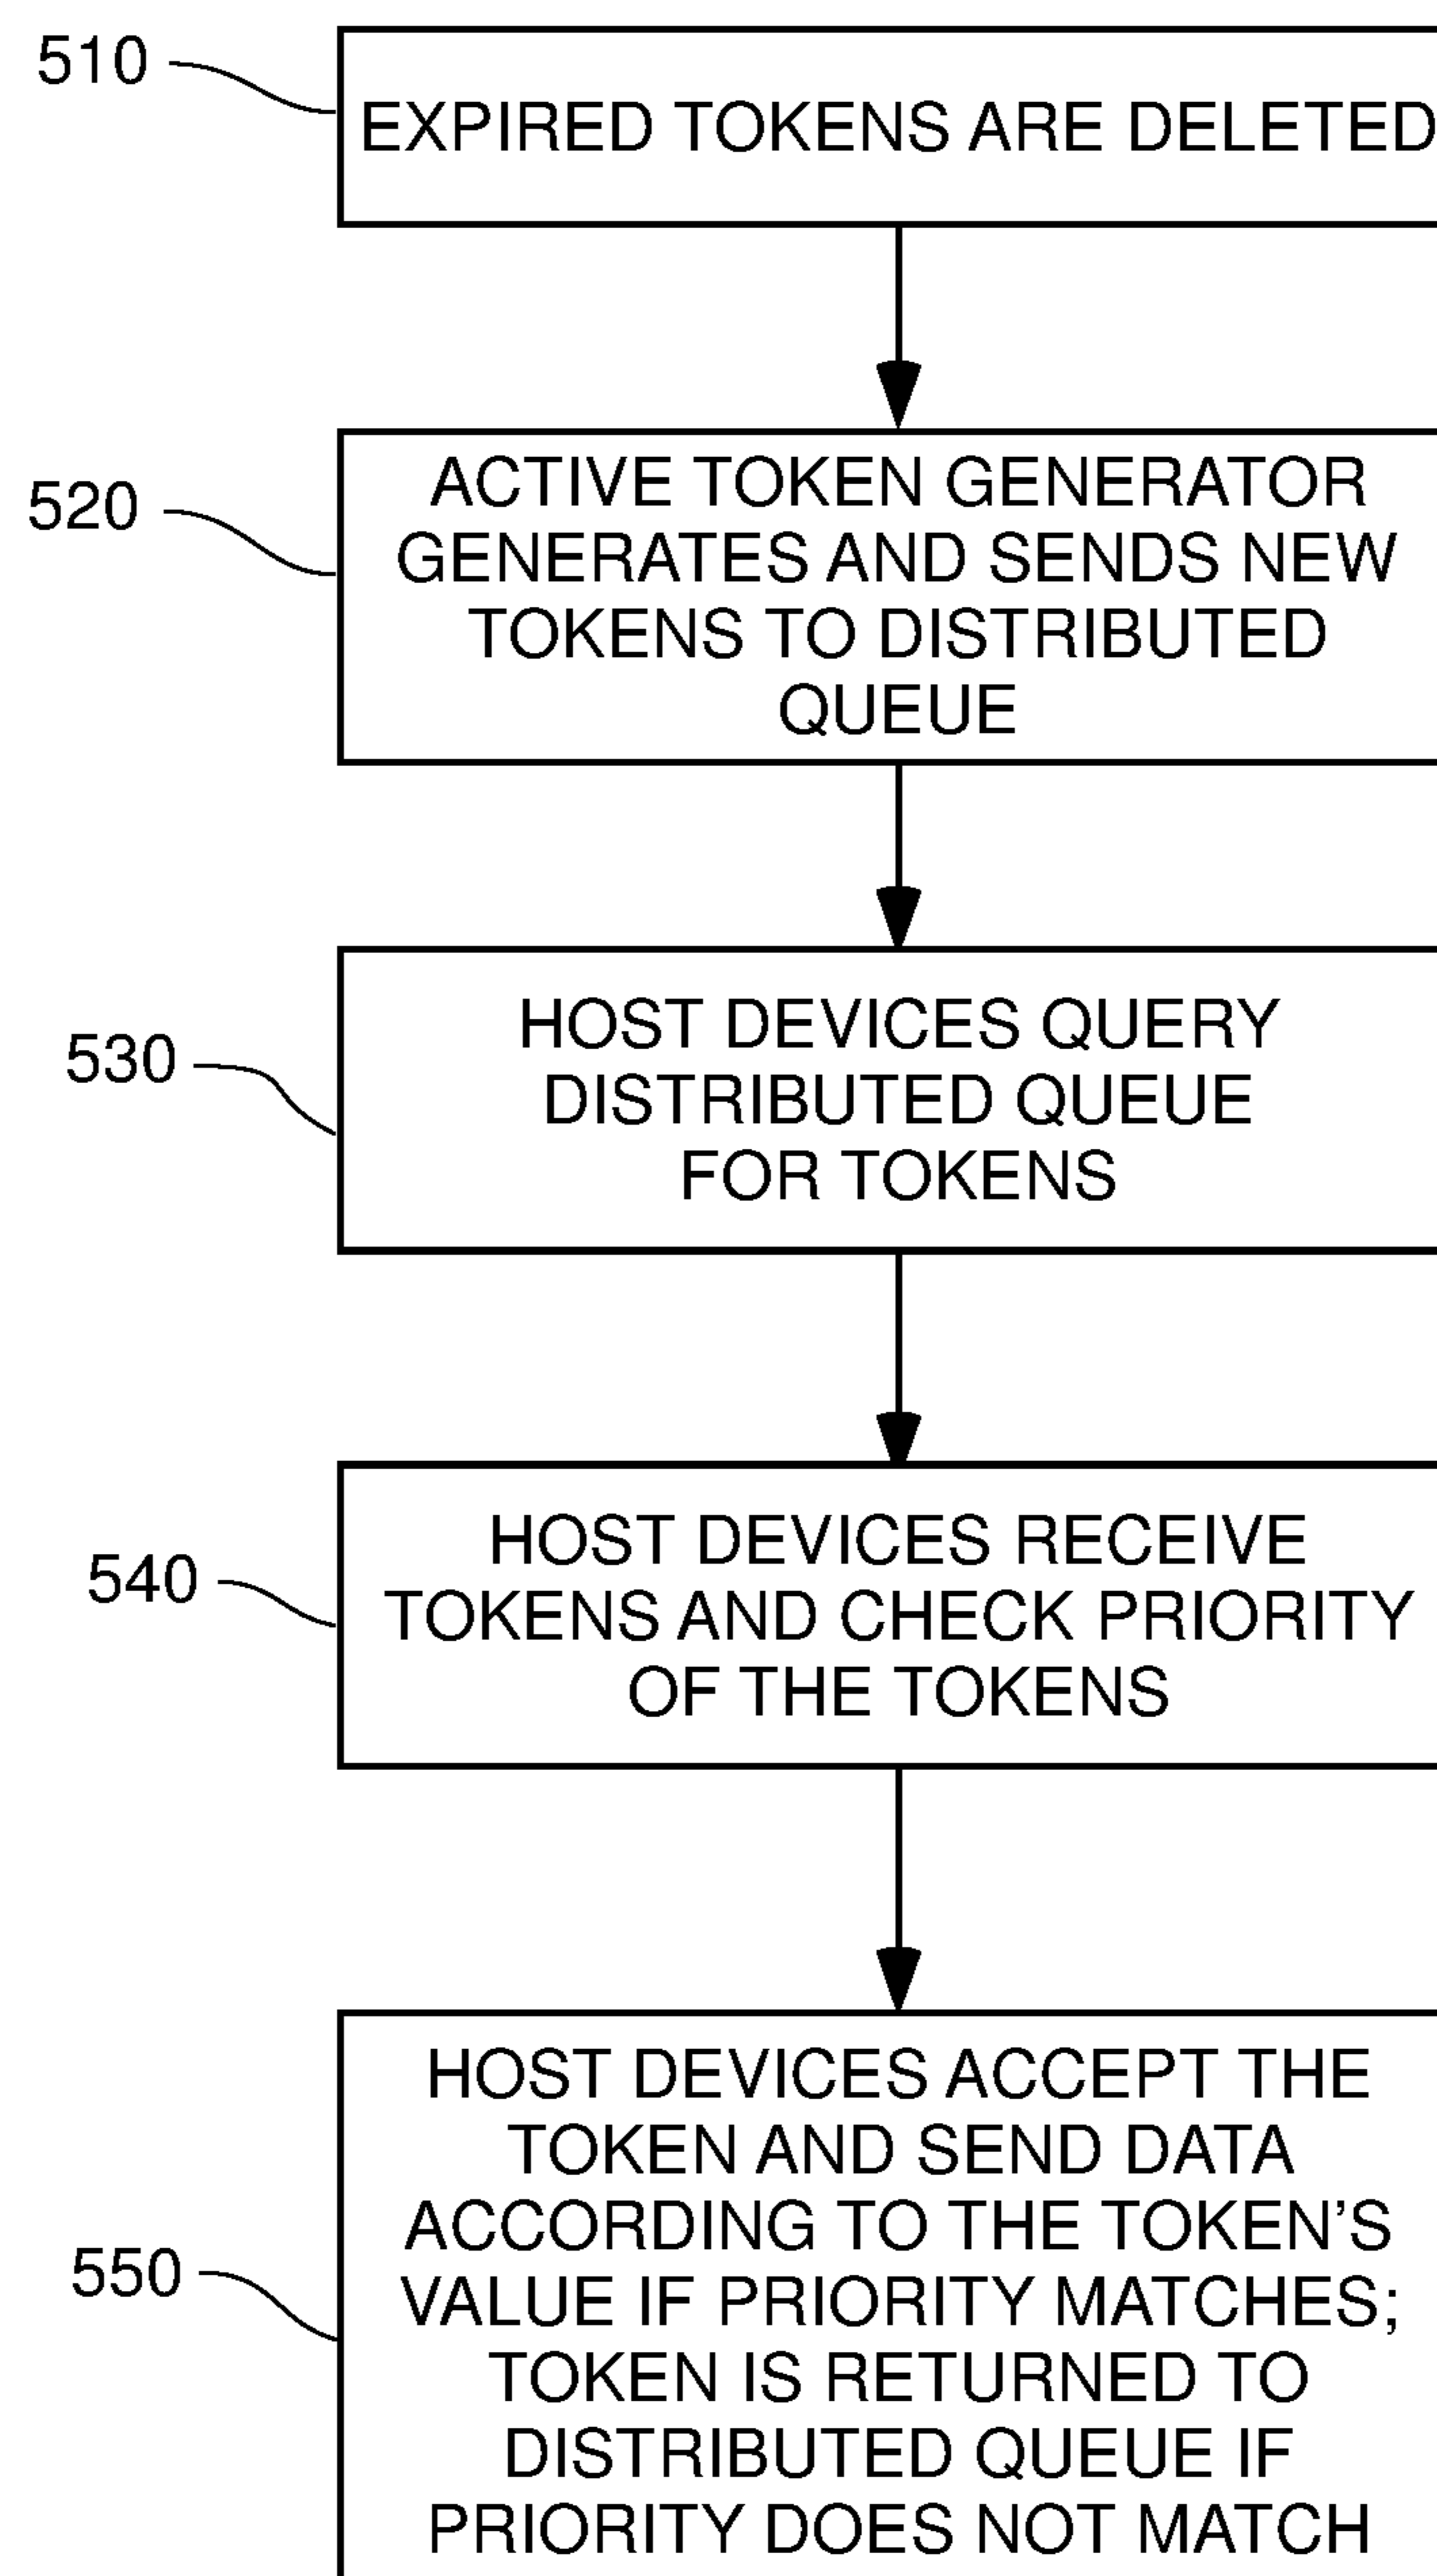 510
EXPIRED TOKENS ARE DELETED
520
ACTIVE TOKEN GENERATOR
GENERATES AND SENDS NEW
TOKENS TO DISTRIBUTED
QUEUE
530
HOST DEVICES QUERY
DISTRIBUTED QUEUE
FOR TOKENS
540
HOST DEVICES RECEIVE
TOKENS AND CHECK PRIORITY
OF THE TOKENS
550
HOST DEVICES ACCEPT THE
TOKEN AND SEND DATA
ACCORDING TO THE TOKEN’S
VALUE IF PRIORITY MATCHES;
TOKEN IS RETURNED TO
DISTRIBUTED QUEUE IF
PRIORITY DOES NOT MATCH